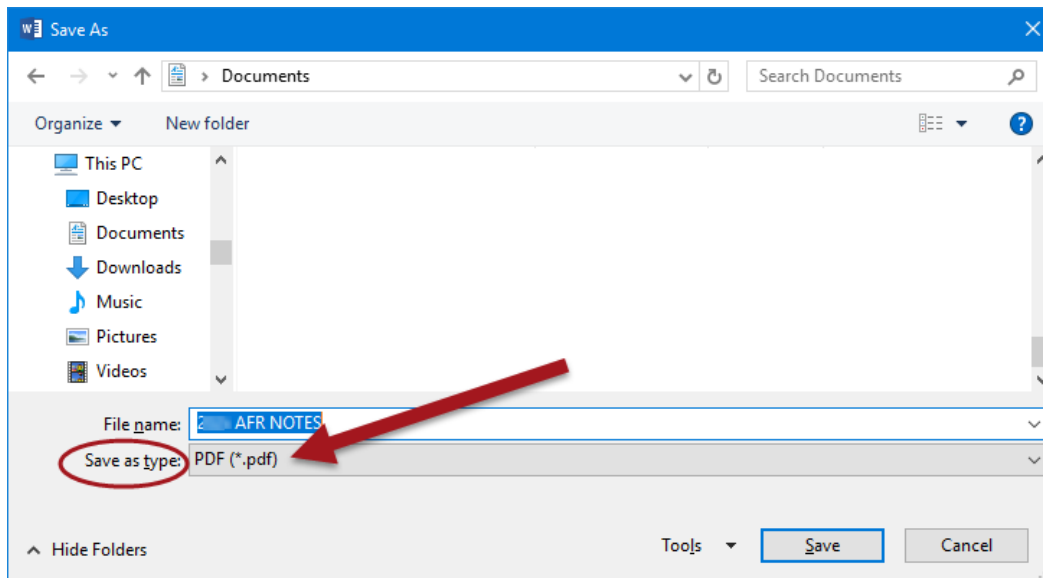 Save As
Documents
Search Documents
Organize
New folder
This PC
Desktop
Documents
Downloads
Music
Pictures
Videos
File name: AFR NOTES
Save as type: PDF (*.pdf)
Hide Folders
Tools
Save
Cancel